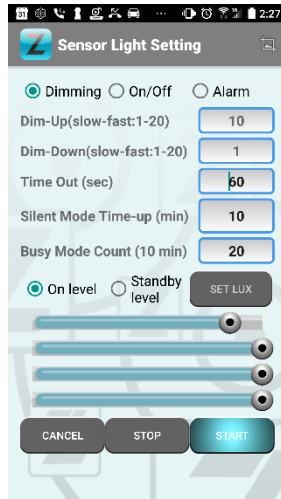 31 2:27
Z Sensor Light Setting
Dimming On/Off Alarm
Dim-Up(slow-fast:1-20) 10
Dim-Down(slow-fast:1-20) 1
Time Out (sec) 60
Silent Mode Time-up (min) 10
Busy Mode Count (10 min) 20
On level Standby level SET LUX
CANCEL STOP START